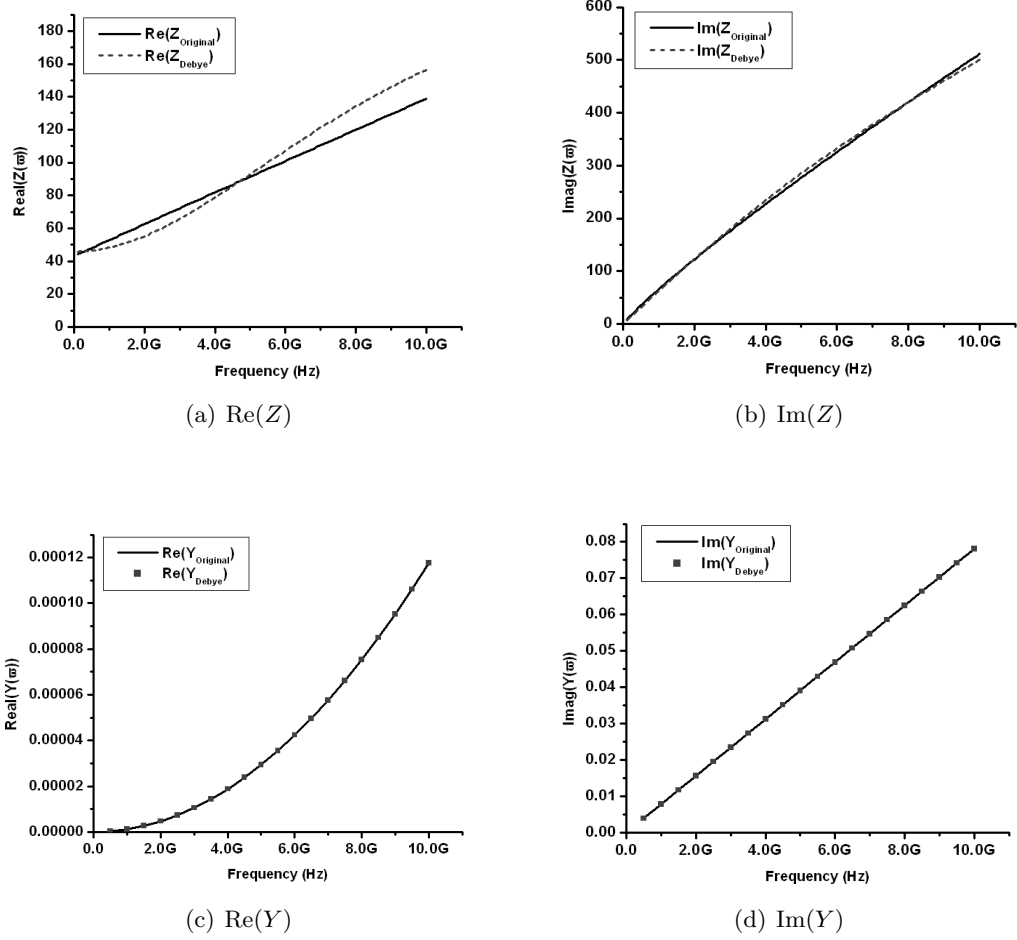 180
160
140
120
100
80
60
40
20
0
Real(Z(ϖ))
Re(Z_Original)
Re(Z_Debye)
0.0 2.0G 4.0G 6.0G 8.0G 10.0G
Frequency (Hz)
(a) Re(Z)
600
500
400
300
200
100
0
Imag(Z(ϖ))
Im(Z_Original)
Im(Z_Debye)
0.0 2.0G 4.0G 6.0G 8.0G 10.0G
Frequency (Hz)
(b) Im(Z)
0.00012
0.00010
0.00008
0.00006
0.00004
0.00002
0.00000
Real(Y(ϖ))
Re(Y_Original)
Re(Y_Debye)
0.0 2.0G 4.0G 6.0G 8.0G 10.0G
Frequency (Hz)
(c) Re(Y)
0.08
0.07
0.06
0.05
0.04
0.03
0.02
0.01
0.00
Imag(Y(ϖ))
Im(Y_Original)
Im(Y_Debye)
0.0 2.0G 4.0G 6.0G 8.0G 10.0G
Frequency (Hz)
(d) Im(Y)